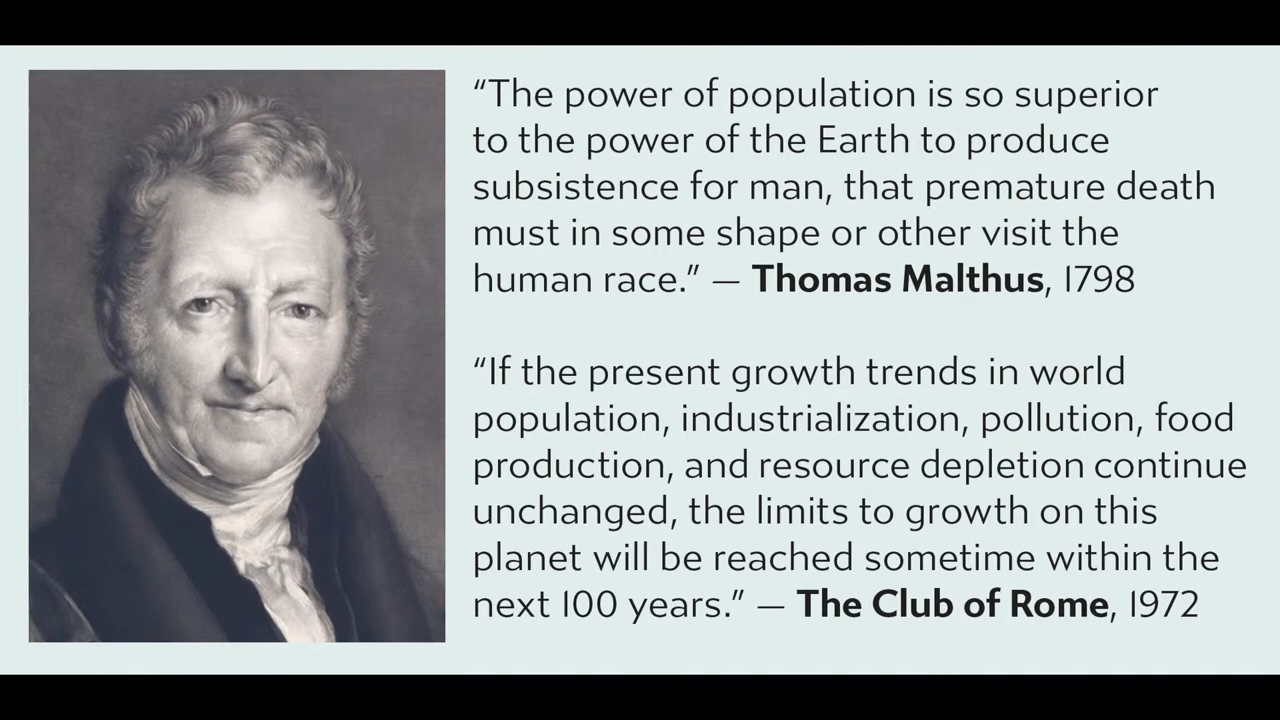 “The power of population is so superior
to the power of the Earth to produce
subsistence for man, that premature death
must in some shape or other visit the
human race.” — Thomas Malthus, 1798
“If the present growth trends in world
population, industrialization, pollution, food
production, and resource depletion continue
unchanged, the limits to growth on this
planet will be reached sometime within the
next 100 years.” — The Club of Rome, 1972